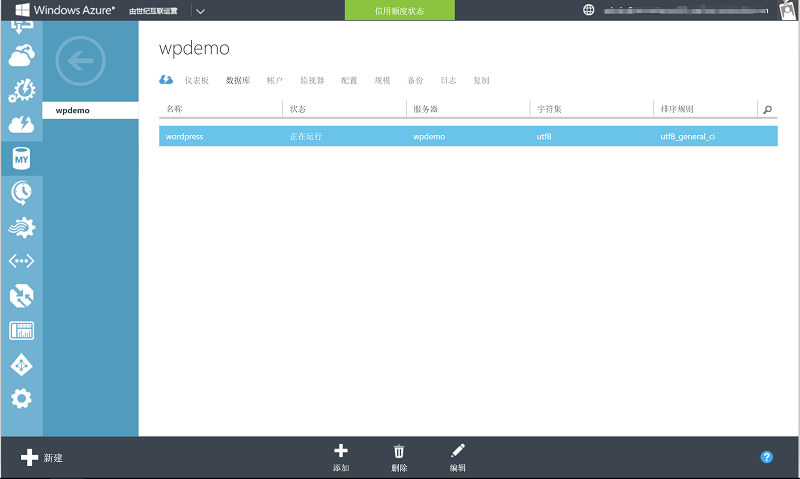 Windows Azure® 由世纪互联运营 信用额度状态
wpdemo
仪表板 数据库 帐户 监视器 配置 规模 备份 日志 复制
wpdemo
名称 状态 服务器 字符集 排序规则
wordpress 正在运行 wpdemo utf8 utf8_general_ci
MY
新建 添加 删除 编辑 ?